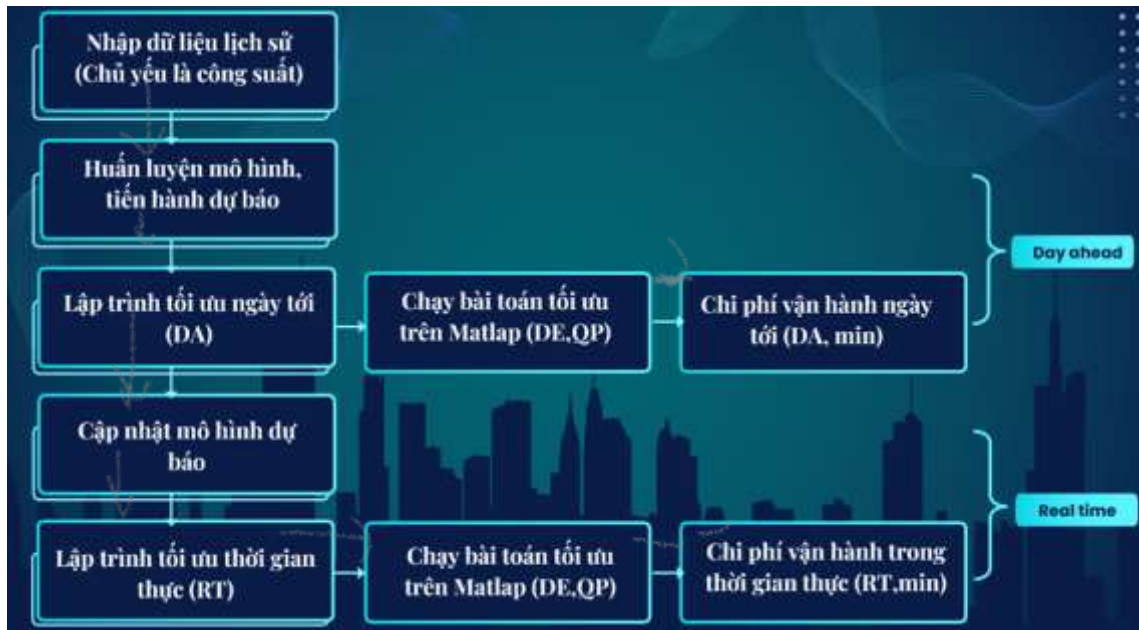 Nhập dữ liệu lịch sử
(Chủ yếu là công suất)
Huấn luyện mô hình,
tiến hành dự báo
Day ahead
Lập trình tối ưu ngày tới
(DA)
Chạy bài toán tối ưu
trên Matlap (DE,QP)
Chi phí vận hành ngày
tới (DA, min)
Cập nhật mô hình dự
báo
Real time
Lập trình tối ưu thời gian
thực (RT)
Chạy bài toán tối ưu
trên Matlap (DE,QP)
Chi phí vận hành trong
thời gian thực (RT,min)